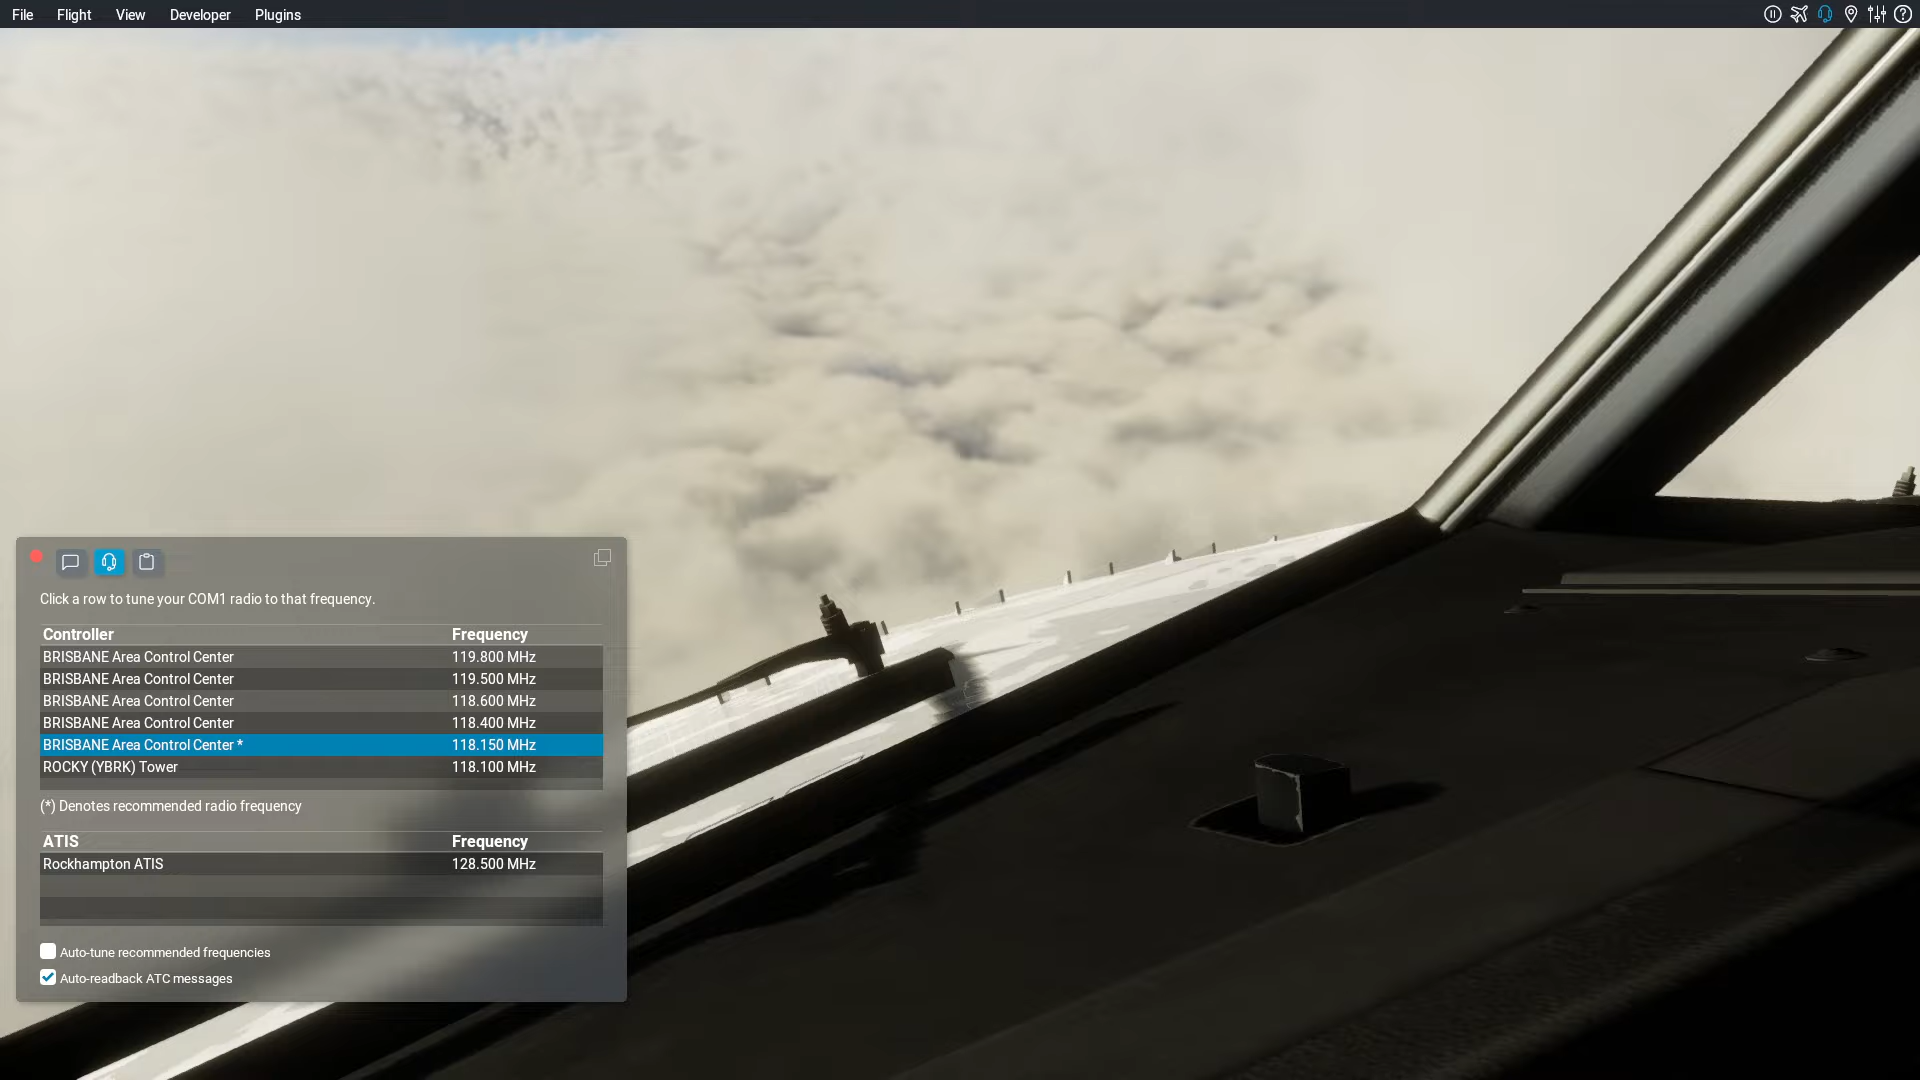 File Flight View Developer Plugins
Click a row to tune your COM1 radio to that frequency.
Controller Frequency
BRISBANE Area Control Center 119.800 MHz
BRISBANE Area Control Center 119.500 MHz
BRISBANE Area Control Center 118.600 MHz
BRISBANE Area Control Center 118.400 MHz
BRISBANE Area Control Center * 118.150 MHz
ROCKY (YBRK) Tower 118.100 MHz
(*) Denotes recommended radio frequency
ATIS Frequency
Rockhampton ATIS 128.500 MHz
Auto-tune recommended frequencies
Auto-readback ATC messages